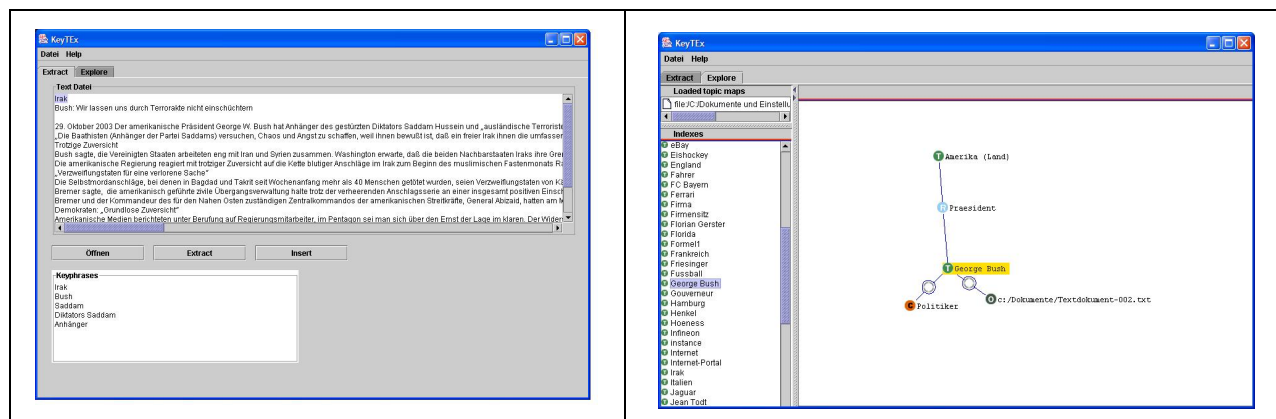 KeyTEx
Datei Help
Extract Explore
Text Datei
Irak
Bush: Wir lassen uns durch Terrorakte nicht einschüchtern
29. Oktober 2003 Der amerikanische Präsident George W. Bush hat Anhänger des gestürzten Diktators Saddam Hussein und „ausländische Terroriste
„Die Baathisten (Anhänger der Partei Saddams) versuchen, Chaos und Angst zu schaffen, weil ihnen bewußt ist, daß ein freier Irak ihnen die umfasser
Trotzige Zuversicht
Bush sagte, die Vereinigten Staaten arbeiteten eng mit Iran und Syrien zusammen. Washington erwarte, daß die beiden Nachbarstaaten Iraks ihre Gre
Die amerikanische Regierung reagiert mit trotziger Zuversicht auf die Kette blutiger Anschläge im Irak zum Beginn des muslimischen Fastenmonats Ra
„Verzweiflungstaten für eine verlorene Sache“
Die Selbstmordanschläge, bei denen in Bagdad und Takrit seit Wochenanfang mehr als 40 Menschen getötet wurden, seien Verzweiflungstaten von
Bremer sagte, die amerikanisch geführte zivile Übergangsverwaltung halte trotz der verheerenden Anschlagsserie an einer insgesamt positiven Einsch
Bremer und der Kommandeur des für den Nahen Osten zuständigen Zentralkommandos der amerikanischen Streitkräfte, General Abizaid, hatten am
Demokraten: „Grundlose Zuversicht“
Amerikanische Medien berichteten unter Berufung auf Regierungsmitarbeiter, im Pentagon sei man sich über den Ernst der Lage im klaren. Der
Öffnen Extract Insert
Keyphrases
Irak
Bush
Saddam
Diktators Saddam
Anhänger
KeyTEx
Datei Help
Extract Explore
Loaded topic maps
file:/C:/Dokumente und Einstellu
Indexes
eBay
Eishockey
England
Fahrer
FC Bayern
Ferrari
Firma
Firmensitz
Florian Gerster
Florida
Formel1
Frankreich
Friesinger
Fussball
George Bush
Gouverneur
Hamburg
Henkel
Hoeness
Infineon
instance
Internet
Internet-Portal
Irak
Italien
Jaguar
Jean Todt
T Amerika (Land)
Praesident
T George Bush
C Politiker
O c:/Dokumente/Textdokument-002.txt